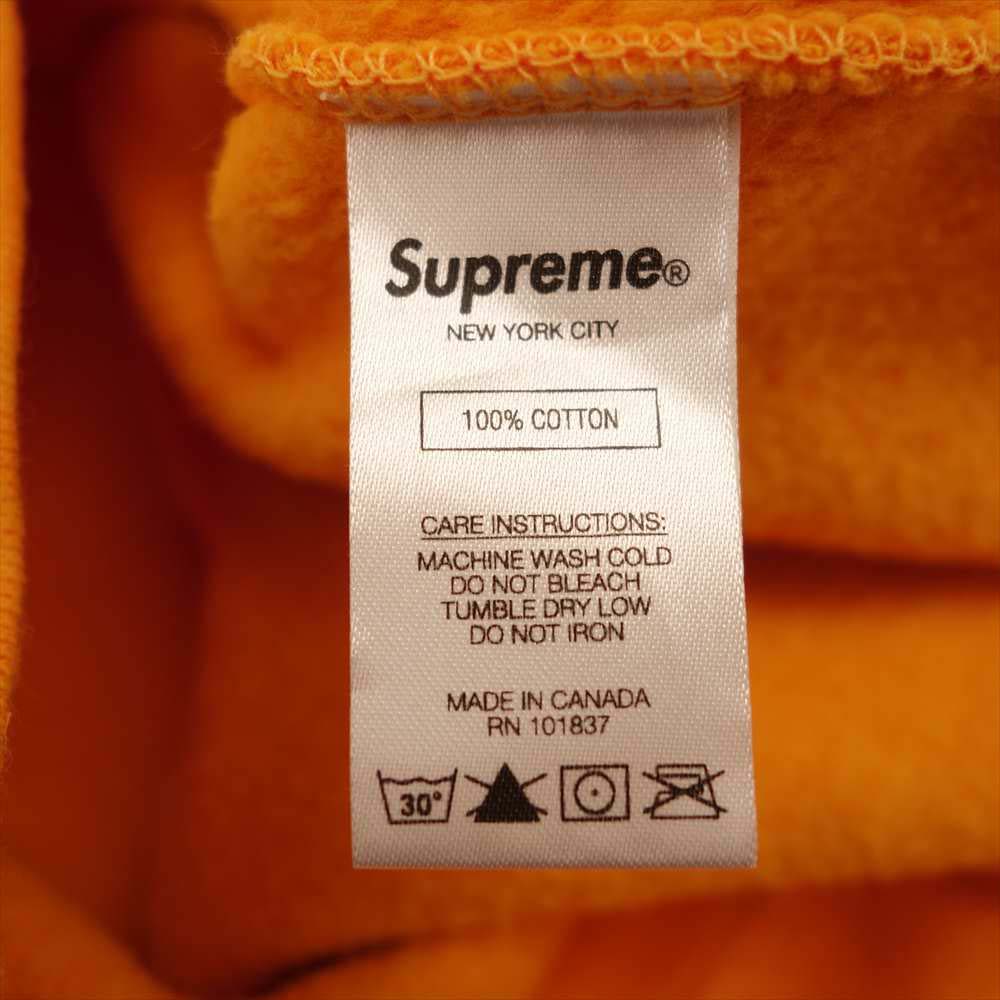 Supreme®
NEW YORK CITY
100% COTTON
CARE INSTRUCTIONS:
MACHINE WASH COLD
DO NOT BLEACH
TUMBLE DRY LOW
DO NOT IRON
MADE IN CANADA
RN 101837
30°